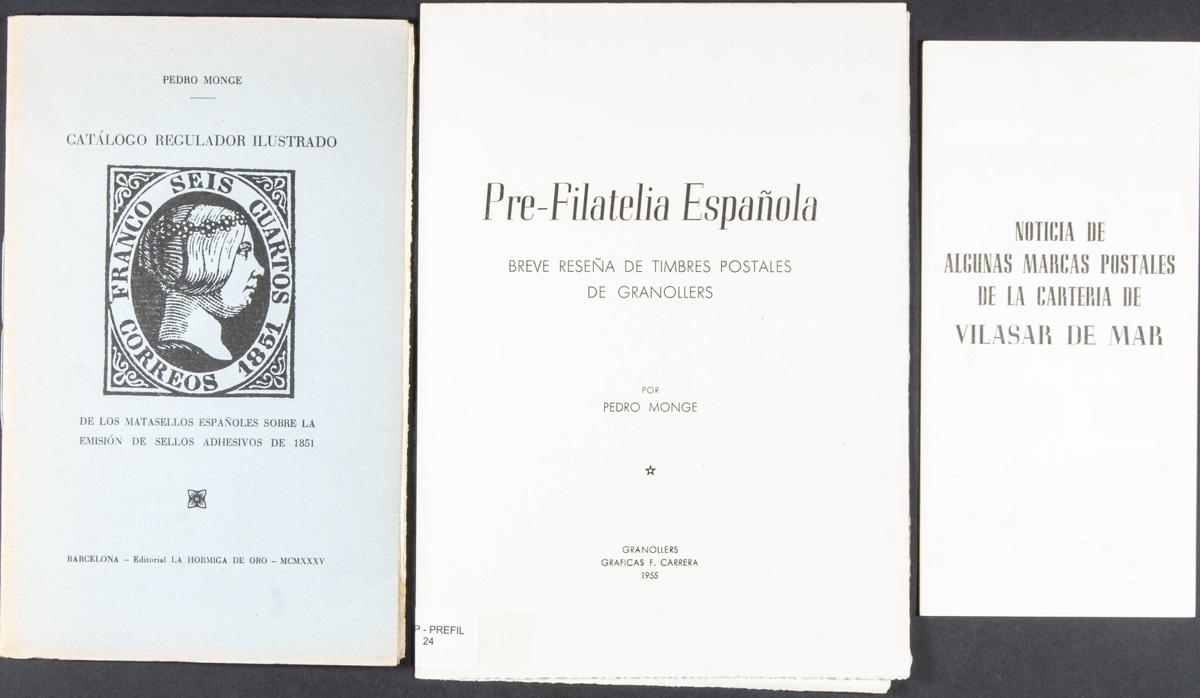 PEDRO MONGE
CATÁLOGO REGULADOR ILUSTRADO
FRANCO SEIS CUARTOS
CORREOS 1851
DE LOS MATASELLOS ESPAÑOLES SOBRE LA
EMISIÓN DE SELLOS ADHESIVOS DE 1851
BARCELONA – Editorial LA HORMIGA DE ORO – MCMXXXV
Pre-Filatelia Española
BREVE RESEÑA DE TIMBRES POSTALES
DE GRANOLLERS
POR
PEDRO MONGE
GRANOLLERS
GRAFICAS F. CARRERA
1955
P - PREFIL
24
NOTICIA DE
ALGUNAS MARCAS POSTALES
DE LA CARTERIA DE
VILASAR DE MAR